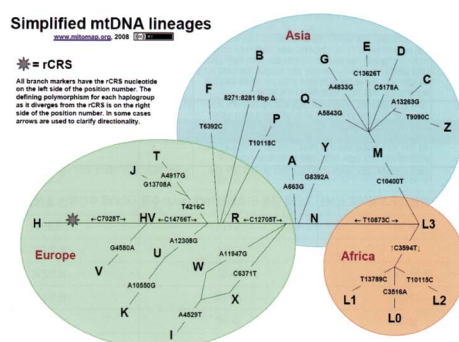 Simplified mtDNA lineages
www.mitomap.org, 2008
= rCRS
All branch markers have the rCRS nucleotide
on the left side of the position number. The
defining polymorphism for each haplogroup
as it diverges from the rCRS is on the right
side of the position number. In some cases
arrows are used to clarify directionality.
Asia
B
G
E
D
C
F
Q
P
A
Y
Z
M
8271:8281 9bp Δ
A4833G
C13626T
C5178A
A13263G
T9090C
T6392C
A5843G
T10118C
G8392A
A663G
C10400T
T
J
A4917G
G13708A
T4216C
H
←C7028T→
HV
←C14766T→
R
←C12705T→
N
←T10873C→
L3
Europe
G4580A
V
U
A12308G
A10550G
K
W
A11947G
C6371T
X
A4529T
I
Africa
↑C3594T↓
T13789C
T10115C
C3516A
L1
L0
L2